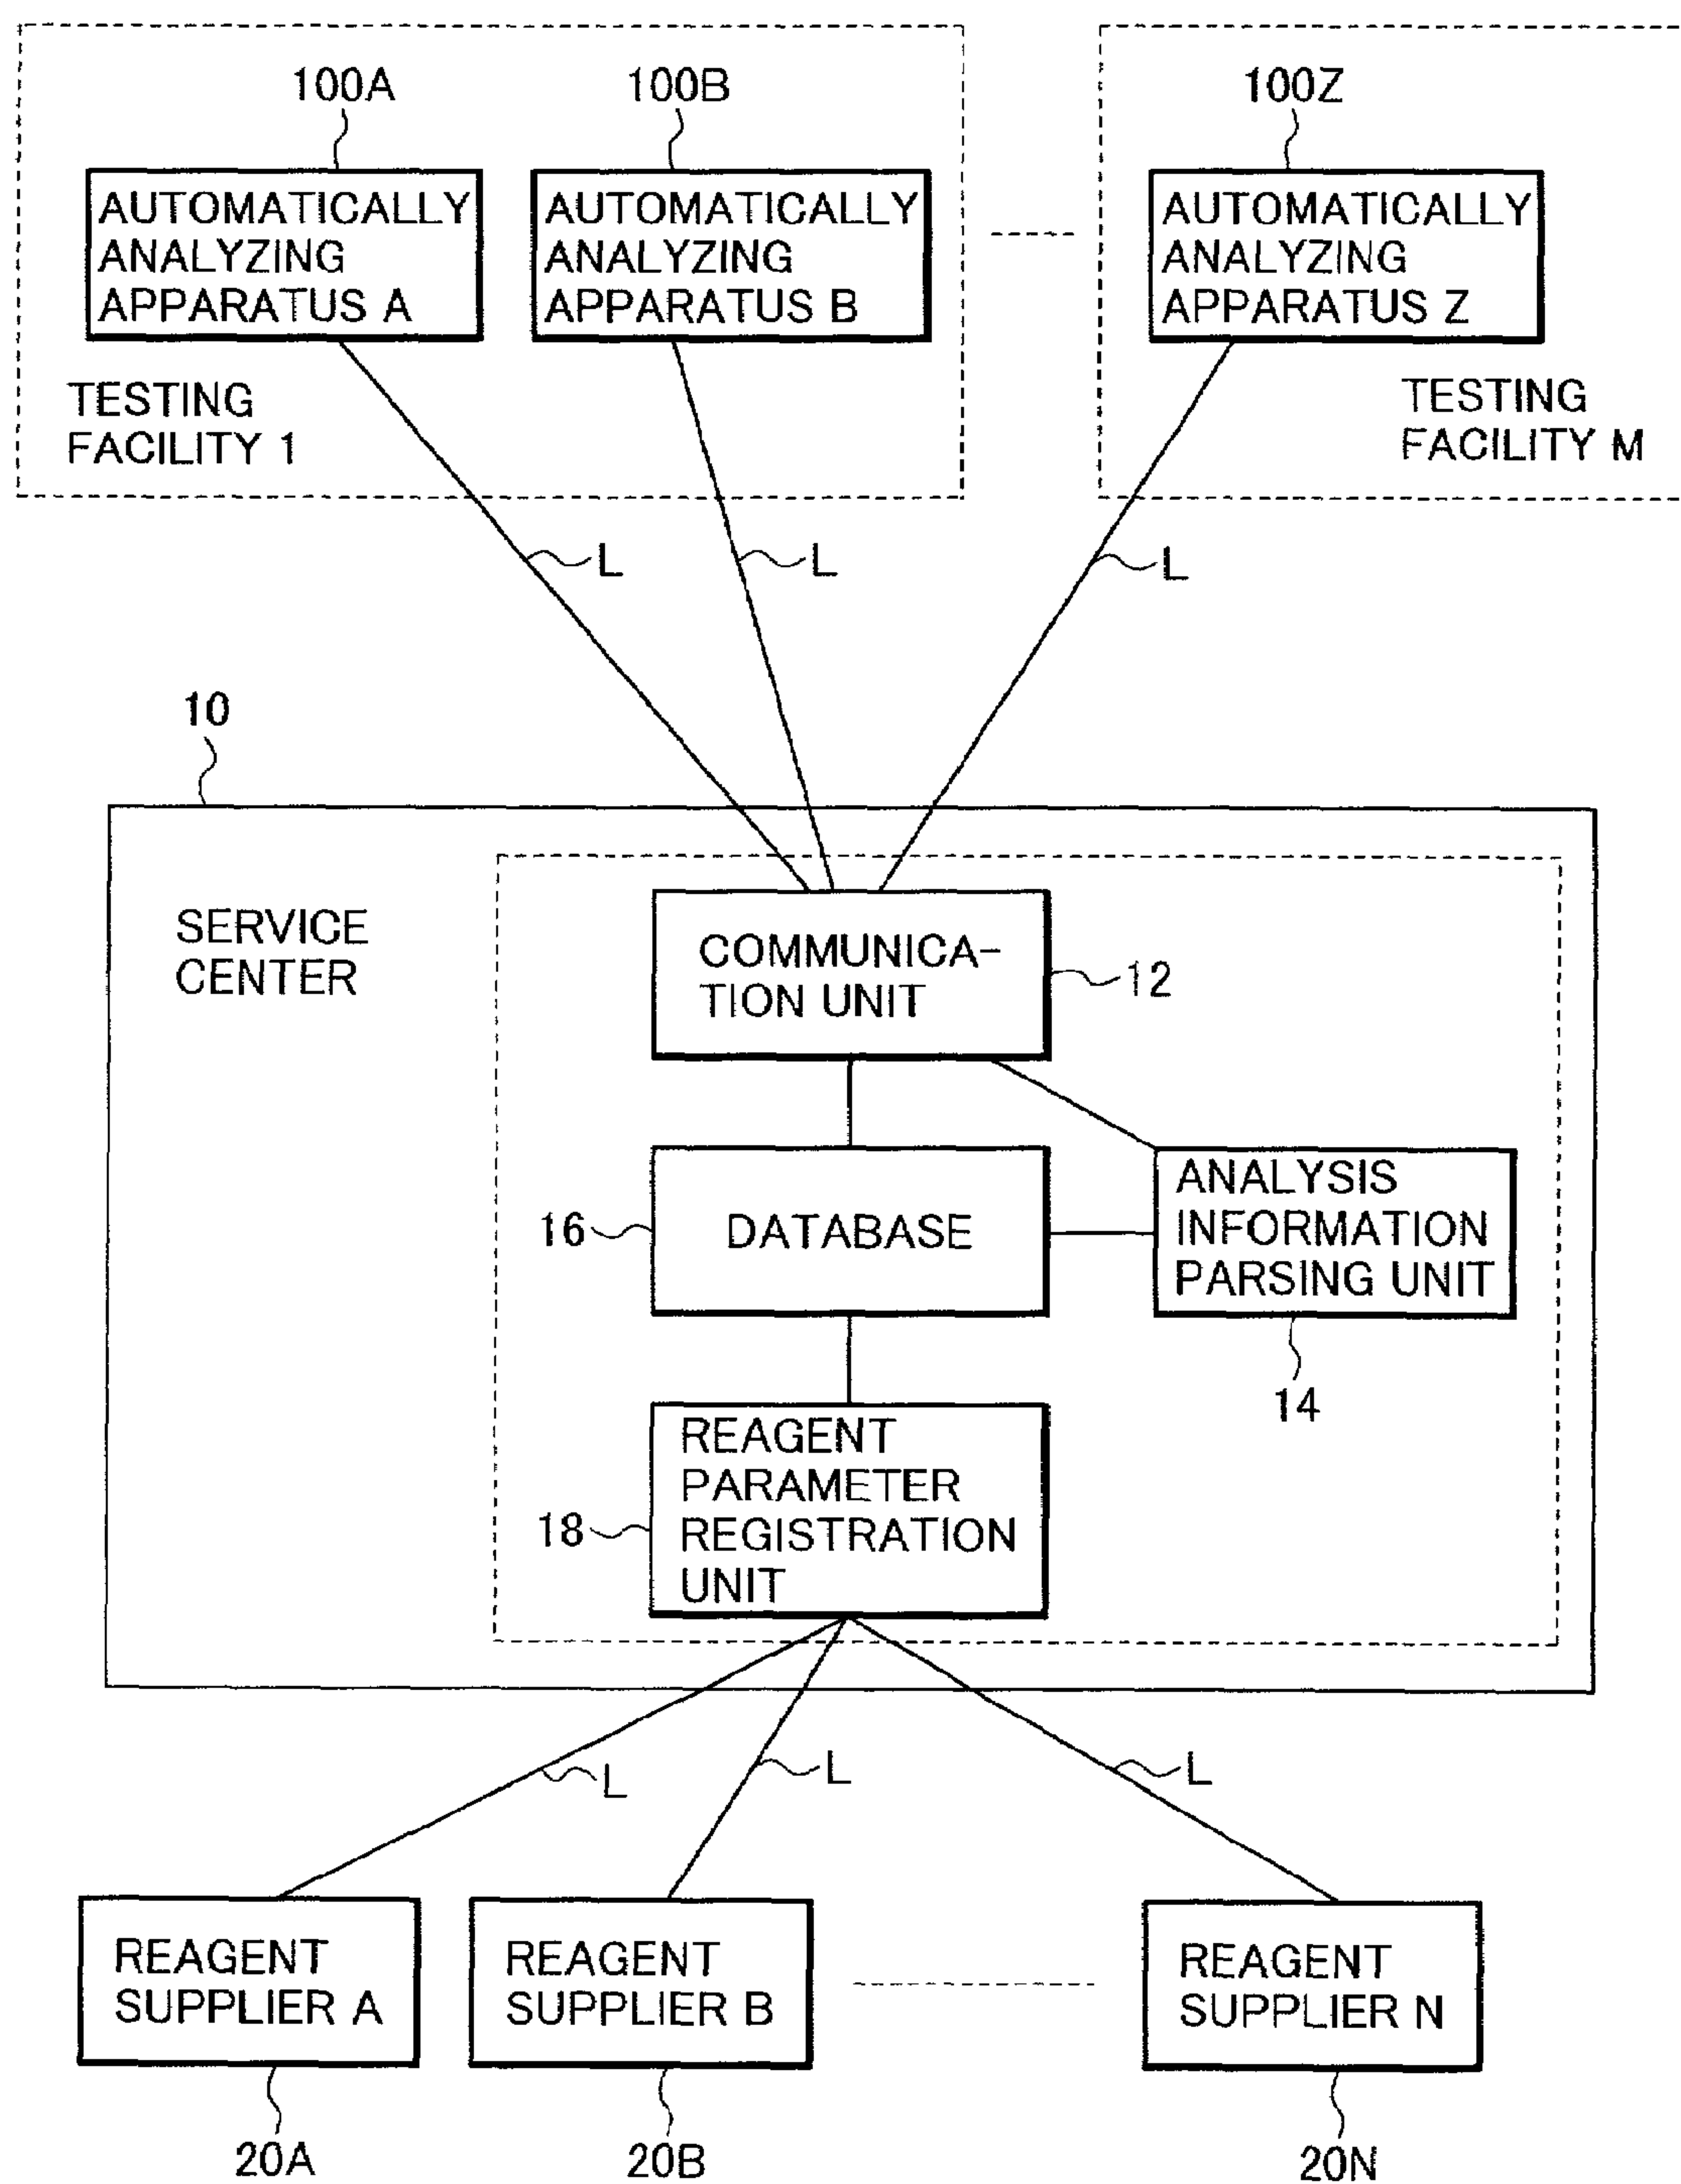 100A
100B
100Z
AUTOMATICALLY
ANALYZING
APPARATUS A
AUTOMATICALLY
ANALYZING
APPARATUS B
AUTOMATICALLY
ANALYZING
APPARATUS Z
TESTING
FACILITY 1
TESTING
FACILITY M
L
L
L
10
SERVICE
CENTER
COMMUNICA-
TION UNIT
12
16
DATABASE
ANALYSIS
INFORMATION
PARSING UNIT
14
18
REAGENT
PARAMETER
REGISTRATION
UNIT
L
L
L
REAGENT
SUPPLIER A
REAGENT
SUPPLIER B
REAGENT
SUPPLIER N
20A
20B
20N